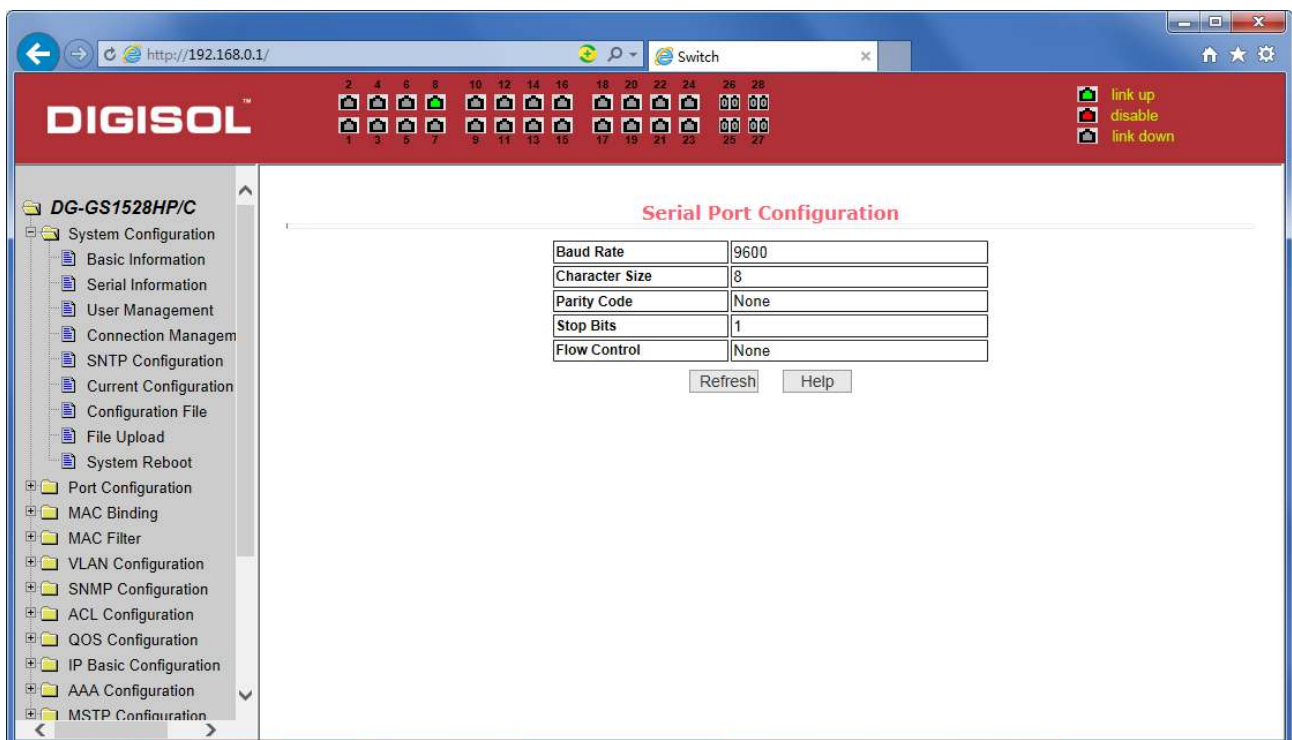 http://192.168.0.1/
Switch
DIGISOL™
2 4 6 8 10 12 14 16 18 20 22 24 26 28
1 3 5 7 9 11 13 15 17 19 21 23 25 27
link up
disable
link down
DG-GS1528HP/C
System Configuration
Basic Information
Serial Information
User Management
Connection Managem
SNTP Configuration
Current Configuration
Configuration File
File Upload
System Reboot
Port Configuration
MAC Binding
MAC Filter
VLAN Configuration
SNMP Configuration
ACL Configuration
QOS Configuration
IP Basic Configuration
AAA Configuration
MSTP Configuration
Serial Port Configuration
Baud Rate 9600
Character Size 8
Parity Code None
Stop Bits 1
Flow Control None
Refresh Help